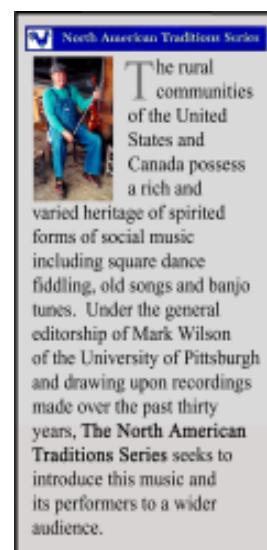 North American Traditions Series
The rural
communities
of the United
States and
Canada possess
a rich and
varied heritage of spirited
forms of social music
including square dance
fiddling, old songs and banjo
tunes. Under the general
editorship of Mark Wilson
of the University of Pittsburgh
and drawing upon recordings
made over the past thirty
years, The North American
Traditions Series seeks to
introduce this music and
its performers to a wider
audience.